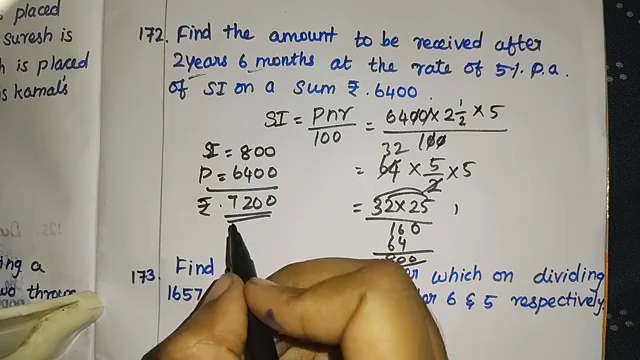 placed
suresh is
is placed
s kamal's
172. Find the amount to be received after
2 years 6 months at the rate of 5% p.a.
of SI on a sum ₹.6400
SI = pnr/100 = 6400 × 2 1/2 × 5 / 100
SI = 800
P = 6400
₹. 7200
32
= 64 × 5/2 × 5
= 32 × 25
160
64
800
ing a
173. Find which on dividing
1657 6 & 5 respectively